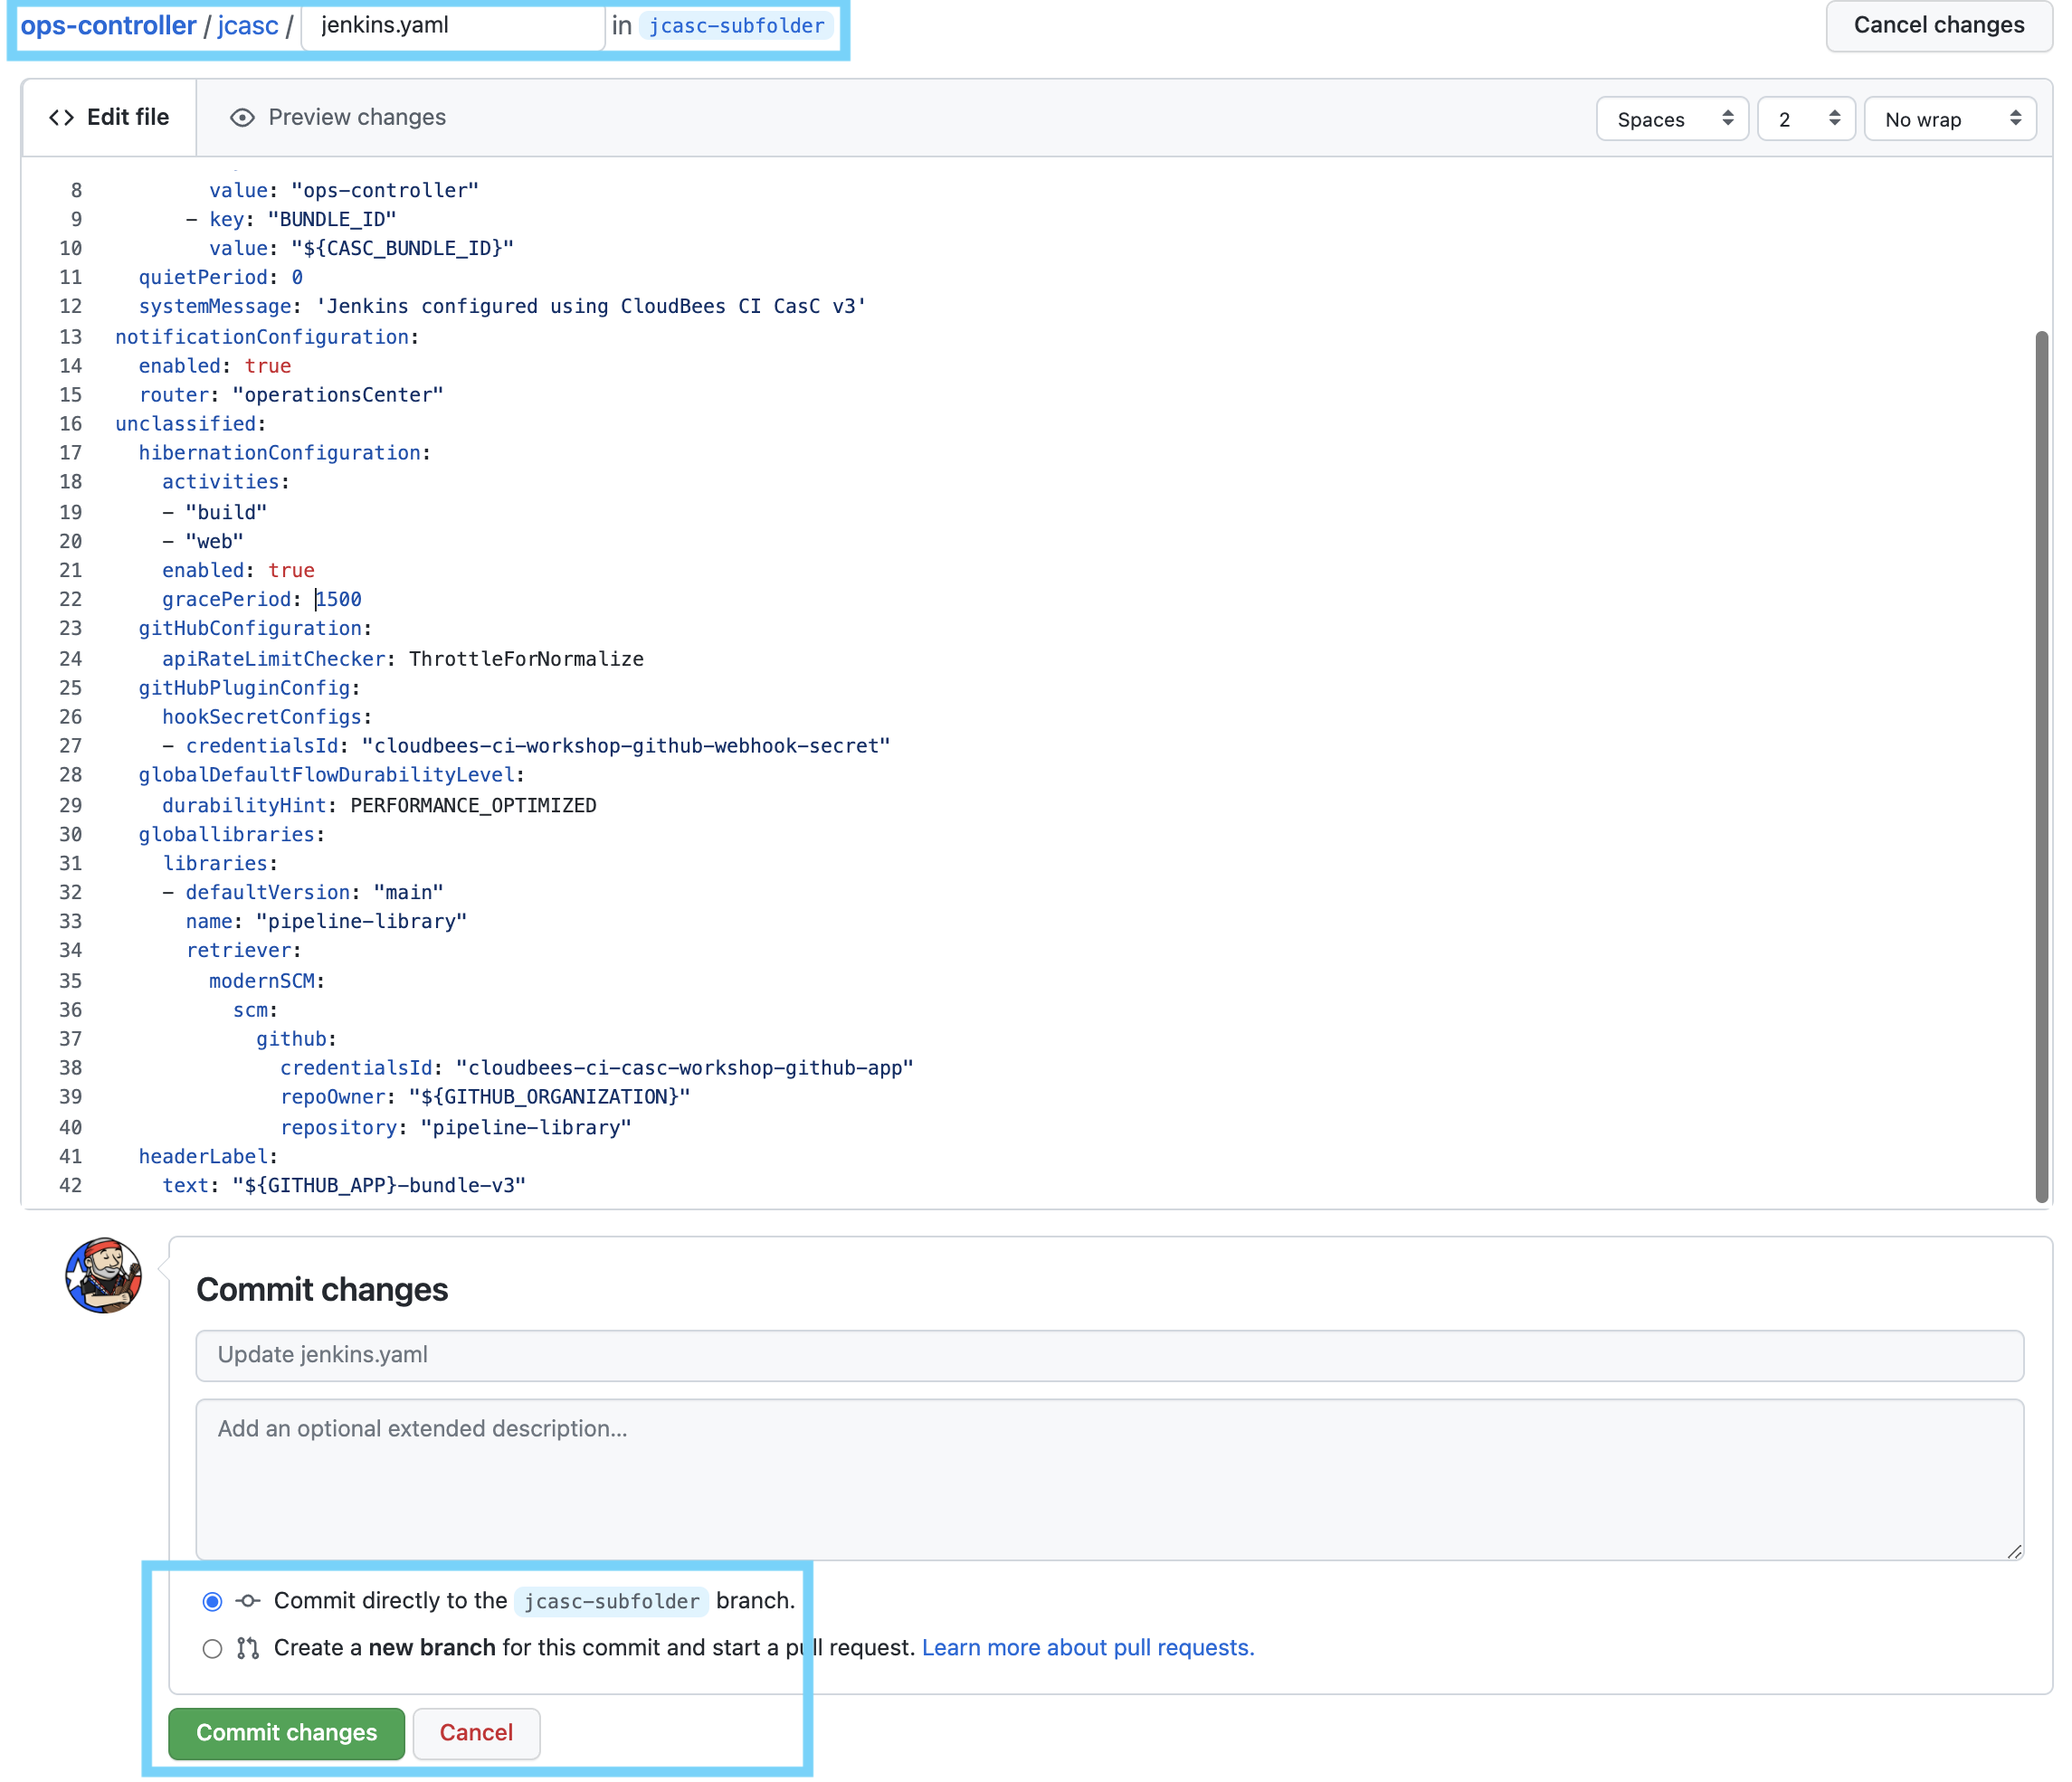 ops-controller / jcasc / jenkins.yaml in jcasc-subfolder Cancel changes
<> Edit file Preview changes Spaces 2 No wrap
8 value: "ops-controller"
9 - key: "BUNDLE_ID"
10 value: "${CASC_BUNDLE_ID}"
11 quietPeriod: 0
12 systemMessage: 'Jenkins configured using CloudBees CI CasC v3'
13 notificationConfiguration:
14 enabled: true
15 router: "operationsCenter"
16 unclassified:
17 hibernationConfiguration:
18 activities:
19 - "build"
20 - "web"
21 enabled: true
22 gracePeriod: 1500
23 gitHubConfiguration:
24 apiRateLimitChecker: ThrottleForNormalize
25 gitHubPluginConfig:
26 hookSecretConfigs:
27 - credentialsId: "cloudbees-ci-workshop-github-webhook-secret"
28 globalDefaultFlowDurabilityLevel:
29 durabilityHint: PERFORMANCE_OPTIMIZED
30 globallibraries:
31 libraries:
32 - defaultVersion: "main"
33 name: "pipeline-library"
34 retriever:
35 modernSCM:
36 scm:
37 github:
38 credentialsId: "cloudbees-ci-casc-workshop-github-app"
39 repoOwner: "${GITHUB_ORGANIZATION}"
40 repository: "pipeline-library"
41 headerLabel:
42 text: "${GITHUB_APP}-bundle-v3"
Commit changes
Update jenkins.yaml
Add an optional extended description...
Commit directly to the jcasc-subfolder branch.
Create a new branch for this commit and start a pull request. Learn more about pull requests.
Commit changes Cancel